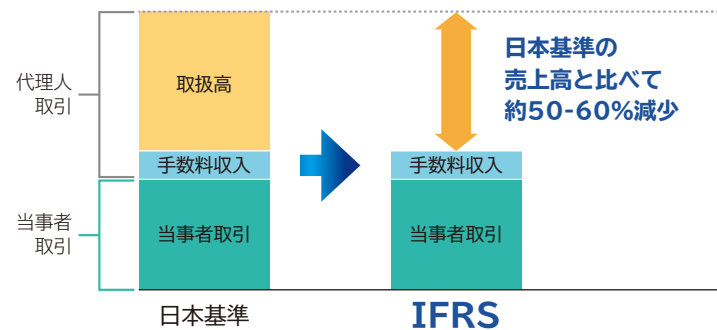 代理人
取引
取扱高
手数料収入
当事者
取引
当事者取引
日本基準
日本基準の
売上高と比べて
約50-60%減少
手数料収入
当事者取引
IFRS